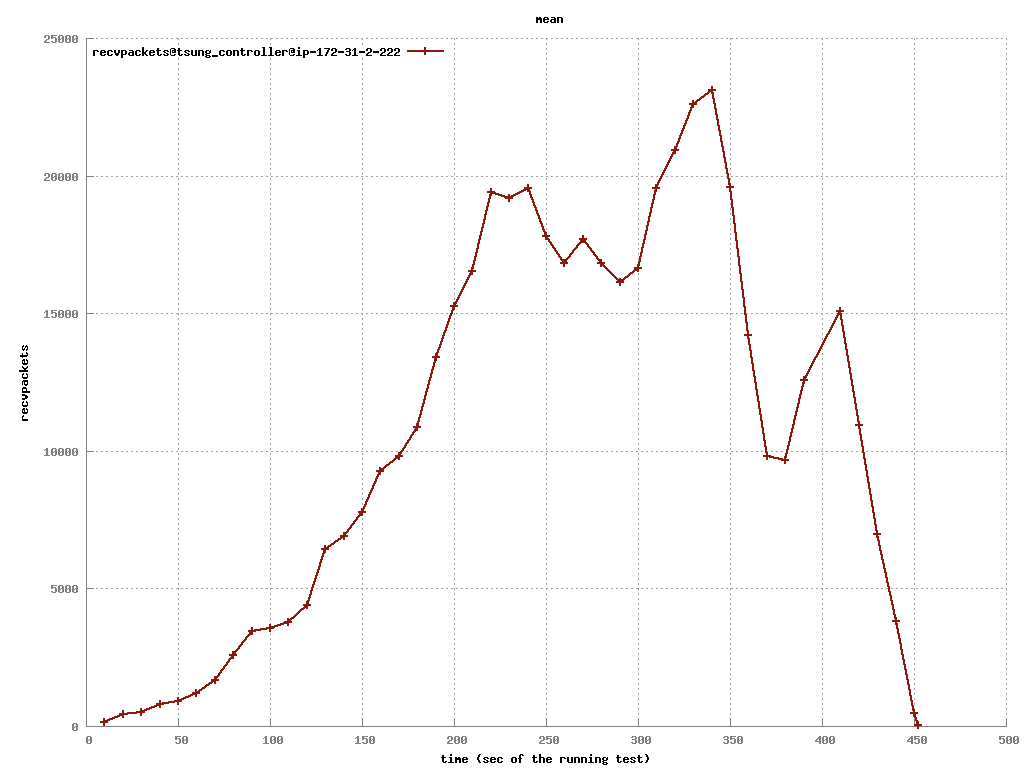 mean
25000
recvpackets@tsung_controller@ip-172-31-2-222
20000
15000
recvpackets
10000
5000
0
0 50 100 150 200 250 300 350 400 450 500
time (sec of the running test)